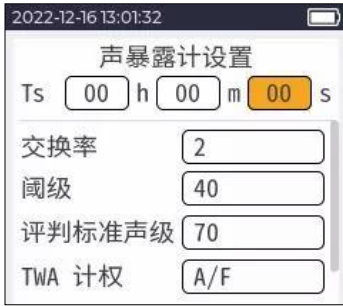 2022-12-16 13:01:32
声暴露计设置
Ts 00 h 00 m 00 s
交换率 2
阈级 40
评判标准声级 70
TWA 计权 A/F